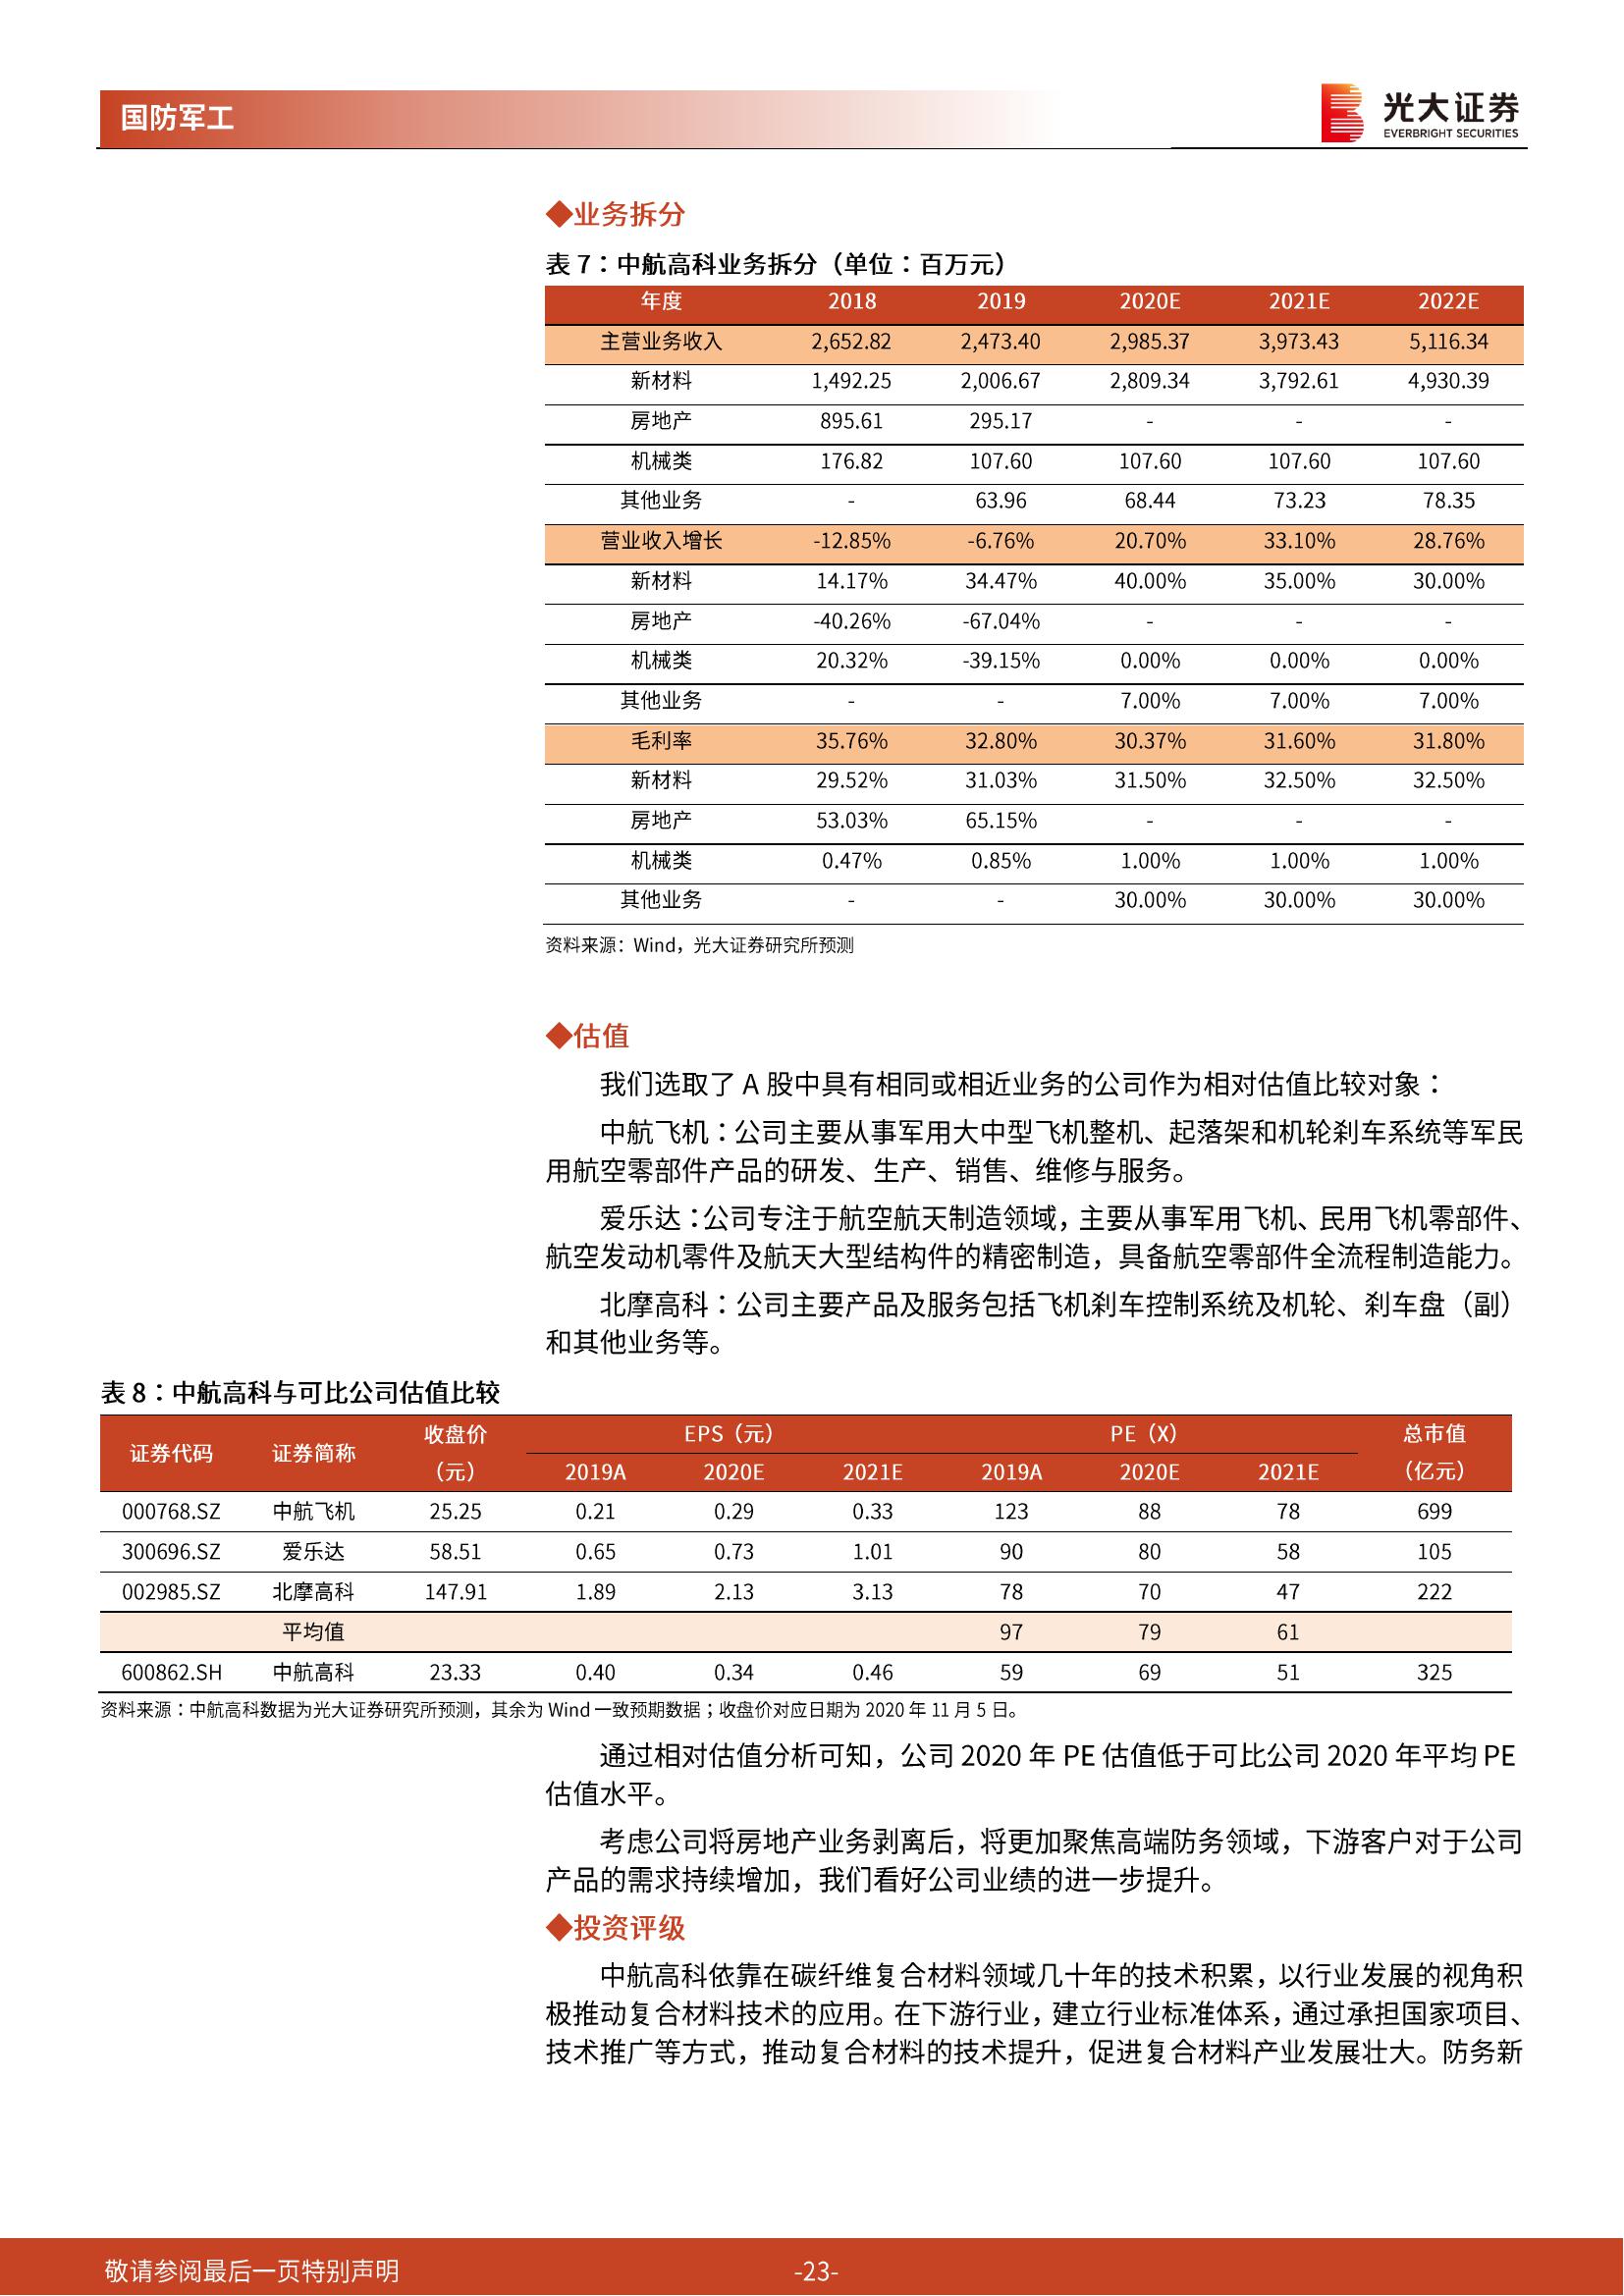 国防军工
光大证券
EVERBRIGHT SECURITIES
◆业务拆分
表 7：中航高科业务拆分（单位：百万元）
年度 2018 2019 2020E 2021E 2022E
主营业务收入 2,652.82 2,473.40 2,985.37 3,973.43 5,116.34
新材料 1,492.25 2,006.67 2,809.34 3,792.61 4,930.39
房地产 895.61 295.17 - - -
机械类 176.82 107.60 107.60 107.60 107.60
其他业务 - 63.96 68.44 73.23 78.35
营业收入增长 -12.85% -6.76% 20.70% 33.10% 28.76%
新材料 14.17% 34.47% 40.00% 35.00% 30.00%
房地产 -40.26% -67.04% - - -
机械类 20.32% -39.15% 0.00% 0.00% 0.00%
其他业务 - - 7.00% 7.00% 7.00%
毛利率 35.76% 32.80% 30.37% 31.60% 31.80%
新材料 29.52% 31.03% 31.50% 32.50% 32.50%
房地产 53.03% 65.15% - - -
机械类 0.47% 0.85% 1.00% 1.00% 1.00%
其他业务 - - 30.00% 30.00% 30.00%
资料来源：Wind，光大证券研究所预测
◆估值
我们选取了 A 股中具有相同或相近业务的公司作为相对估值比较对象：
中航飞机：公司主要从事军用大中型飞机整机、起落架和机轮刹车系统等军民
用航空零部件产品的研发、生产、销售、维修与服务。
爱乐达：公司专注于航空航天制造领域，主要从事军用飞机、民用飞机零部件、
航空发动机零件及航天大型结构件的精密制造，具备航空零部件全流程制造能力。
北摩高科：公司主要产品及服务包括飞机刹车控制系统及机轮、刹车盘（副）
和其他业务等。
表 8：中航高科与可比公司估值比较
证券代码 证券简称 收盘价（元） EPS（元） PE（X） 总市值（亿元）
2019A 2020E 2021E 2019A 2020E 2021E
000768.SZ 中航飞机 25.25 0.21 0.29 0.33 123 88 78 699
300696.SZ 爱乐达 58.51 0.65 0.73 1.01 90 80 58 105
002985.SZ 北摩高科 147.91 1.89 2.13 3.13 78 70 47 222
平均值 97 79 61
600862.SH 中航高科 23.33 0.40 0.34 0.46 59 69 51 325
资料来源：中航高科数据为光大证券研究所预测，其余为 Wind 一致预期数据；收盘价对应日期为 2020 年 11 月 5 日。
通过相对估值分析可知，公司 2020 年 PE 估值低于可比公司 2020 年平均 PE
估值水平。
考虑公司将房地产业务剥离后，将更加聚焦高端防务领域，下游客户对于公司
产品的需求持续增加，我们看好公司业绩的进一步提升。
◆投资评级
中航高科依靠在碳纤维复合材料领域几十年的技术积累，以行业发展的视角积
极推动复合材料技术的应用。在下游行业，建立行业标准体系，通过承担国家项目、
技术推广等方式，推动复合材料的技术提升，促进复合材料产业发展壮大。防务新
敬请参阅最后一页特别声明
-23-